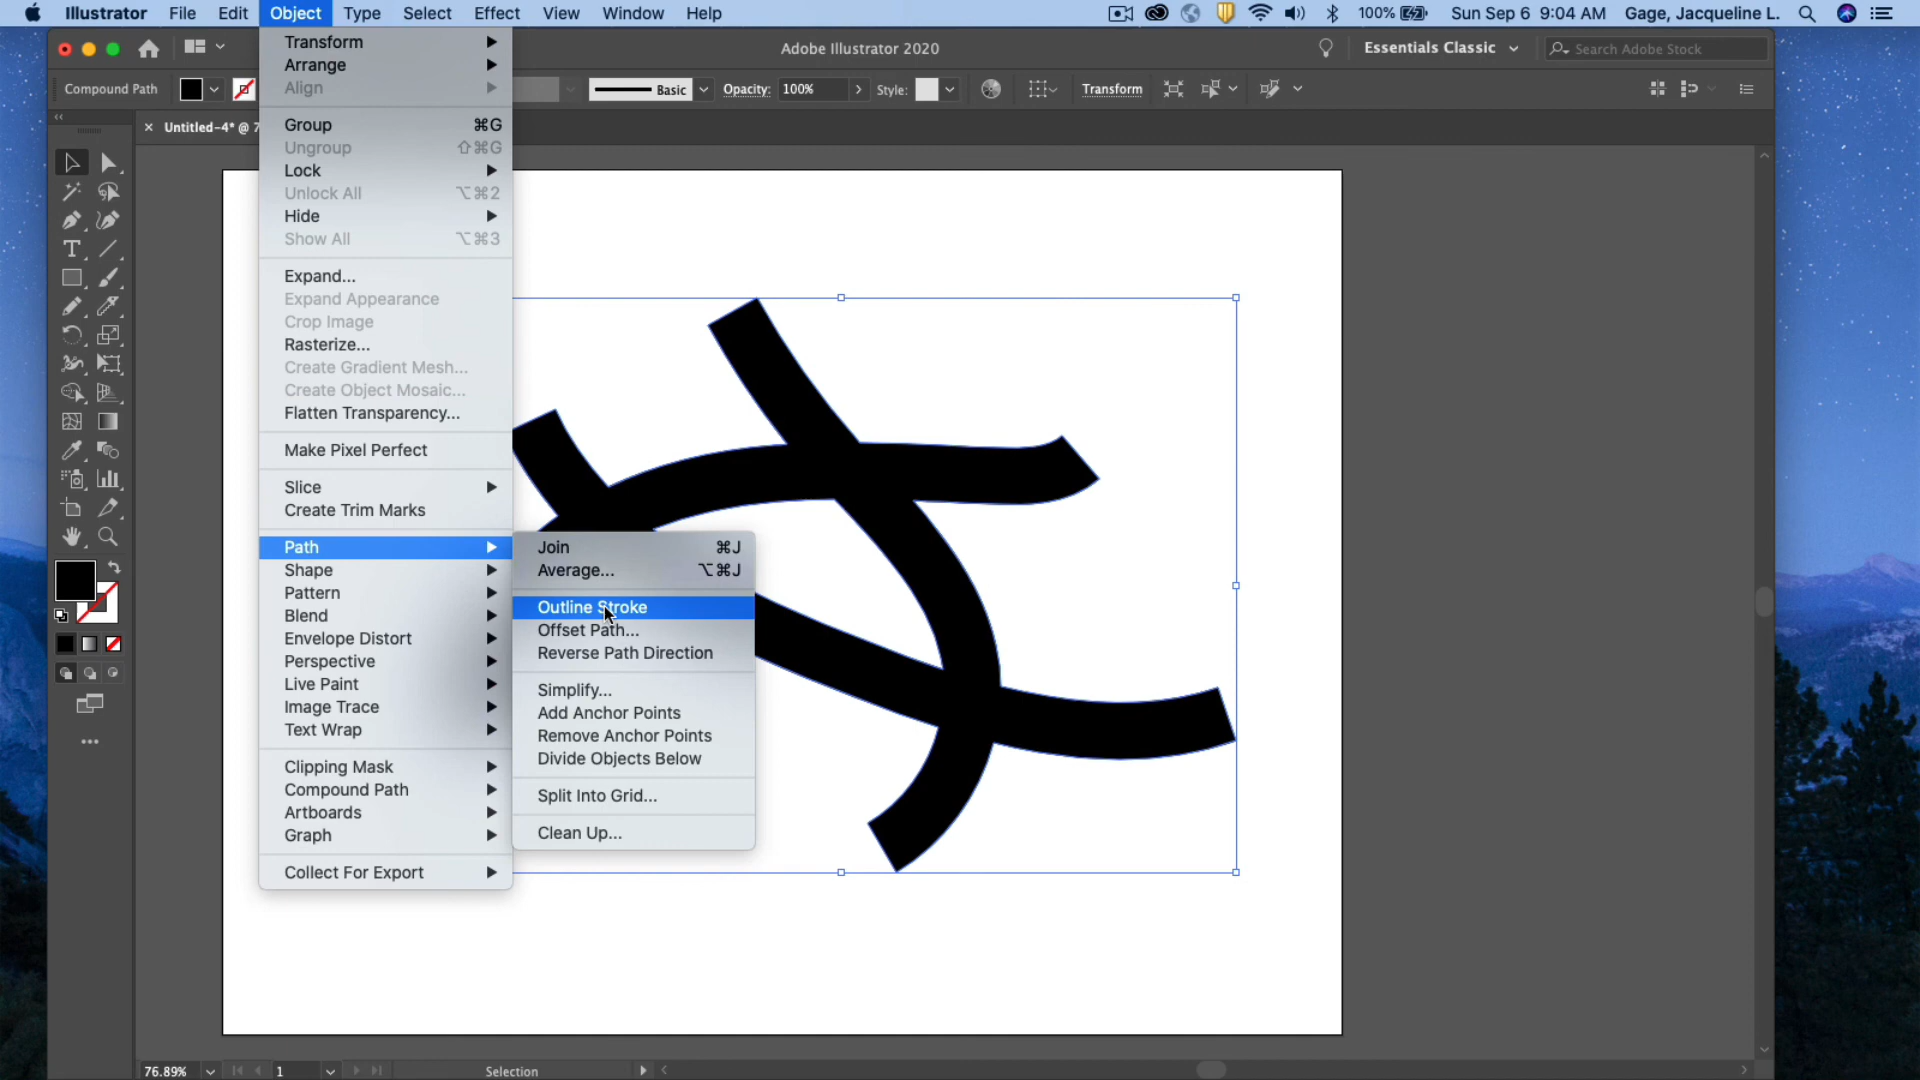 Illustrator File Edit Object Type Select Effect View Window Help 100% Sun Sep 6 9:04 AM Gage, Jacqueline L.
Adobe Illustrator 2020 Essentials Classic Search Adobe Stock
Compound Path Basic Opacity: 100% Style: Transform
× Untitled-4* @ 7
Transform
Arrange
Align
Group ⌘G
Ungroup ⇧⌘G
Lock
Unlock All ⌥⌘2
Hide
Show All ⌥⌘3
Expand...
Expand Appearance
Crop Image
Rasterize...
Create Gradient Mesh...
Create Object Mosaic...
Flatten Transparency...
Make Pixel Perfect
Slice
Create Trim Marks
Path
Shape
Pattern
Blend
Envelope Distort
Perspective
Live Paint
Image Trace
Text Wrap
Clipping Mask
Compound Path
Artboards
Graph
Collect For Export
Join ⌘J
Average... ⌥⌘J
Outline Stroke
Offset Path...
Reverse Path Direction
Simplify...
Add Anchor Points
Remove Anchor Points
Divide Objects Below
Split Into Grid...
Clean Up...
76.89% 1 Selection